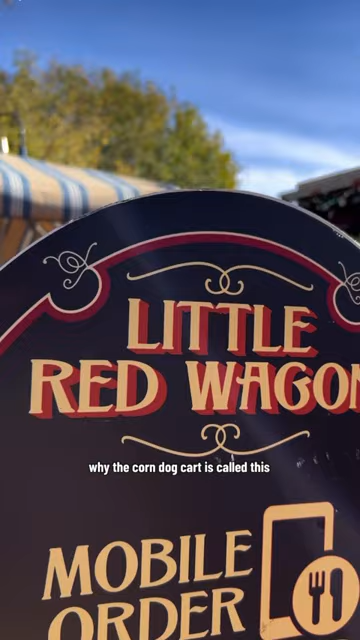 LITTLE
RED WAGON
why the corn dog cart is called this
MOBILE
ORDER